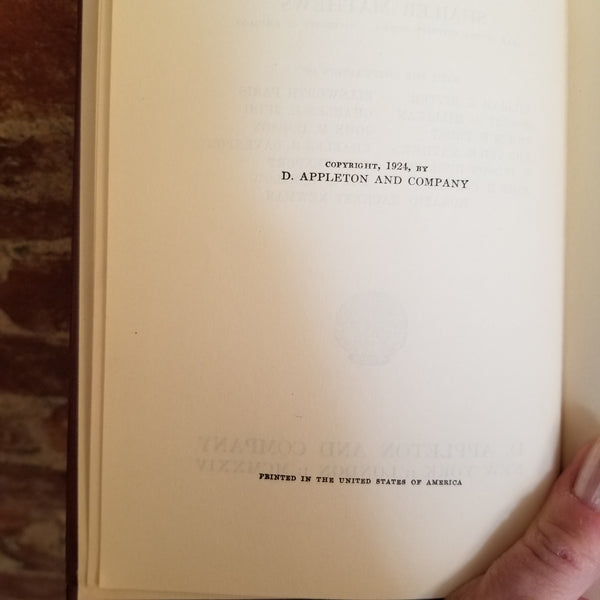 COPYRIGHT, 1924, BY
D. APPLETON AND COMPANY
PRINTED IN THE UNITED STATES OF AMERICA